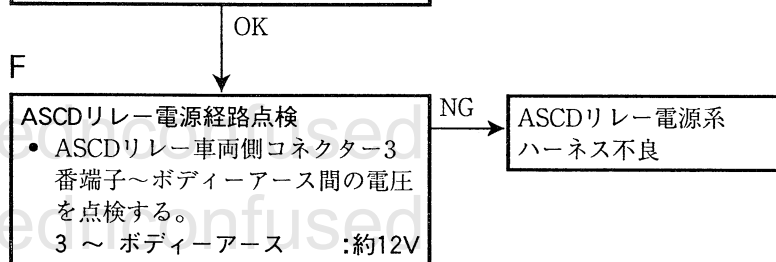 OK
F
ASCDリレー電源経路点検
• ASCDリレー車両側コネクター3
番端子～ボディーアース間の電圧
を点検する。
3 ～ ボディーアース :約12V
NG
ASCDリレー電源系
ハーネス不良
ednconfused
ednconfused